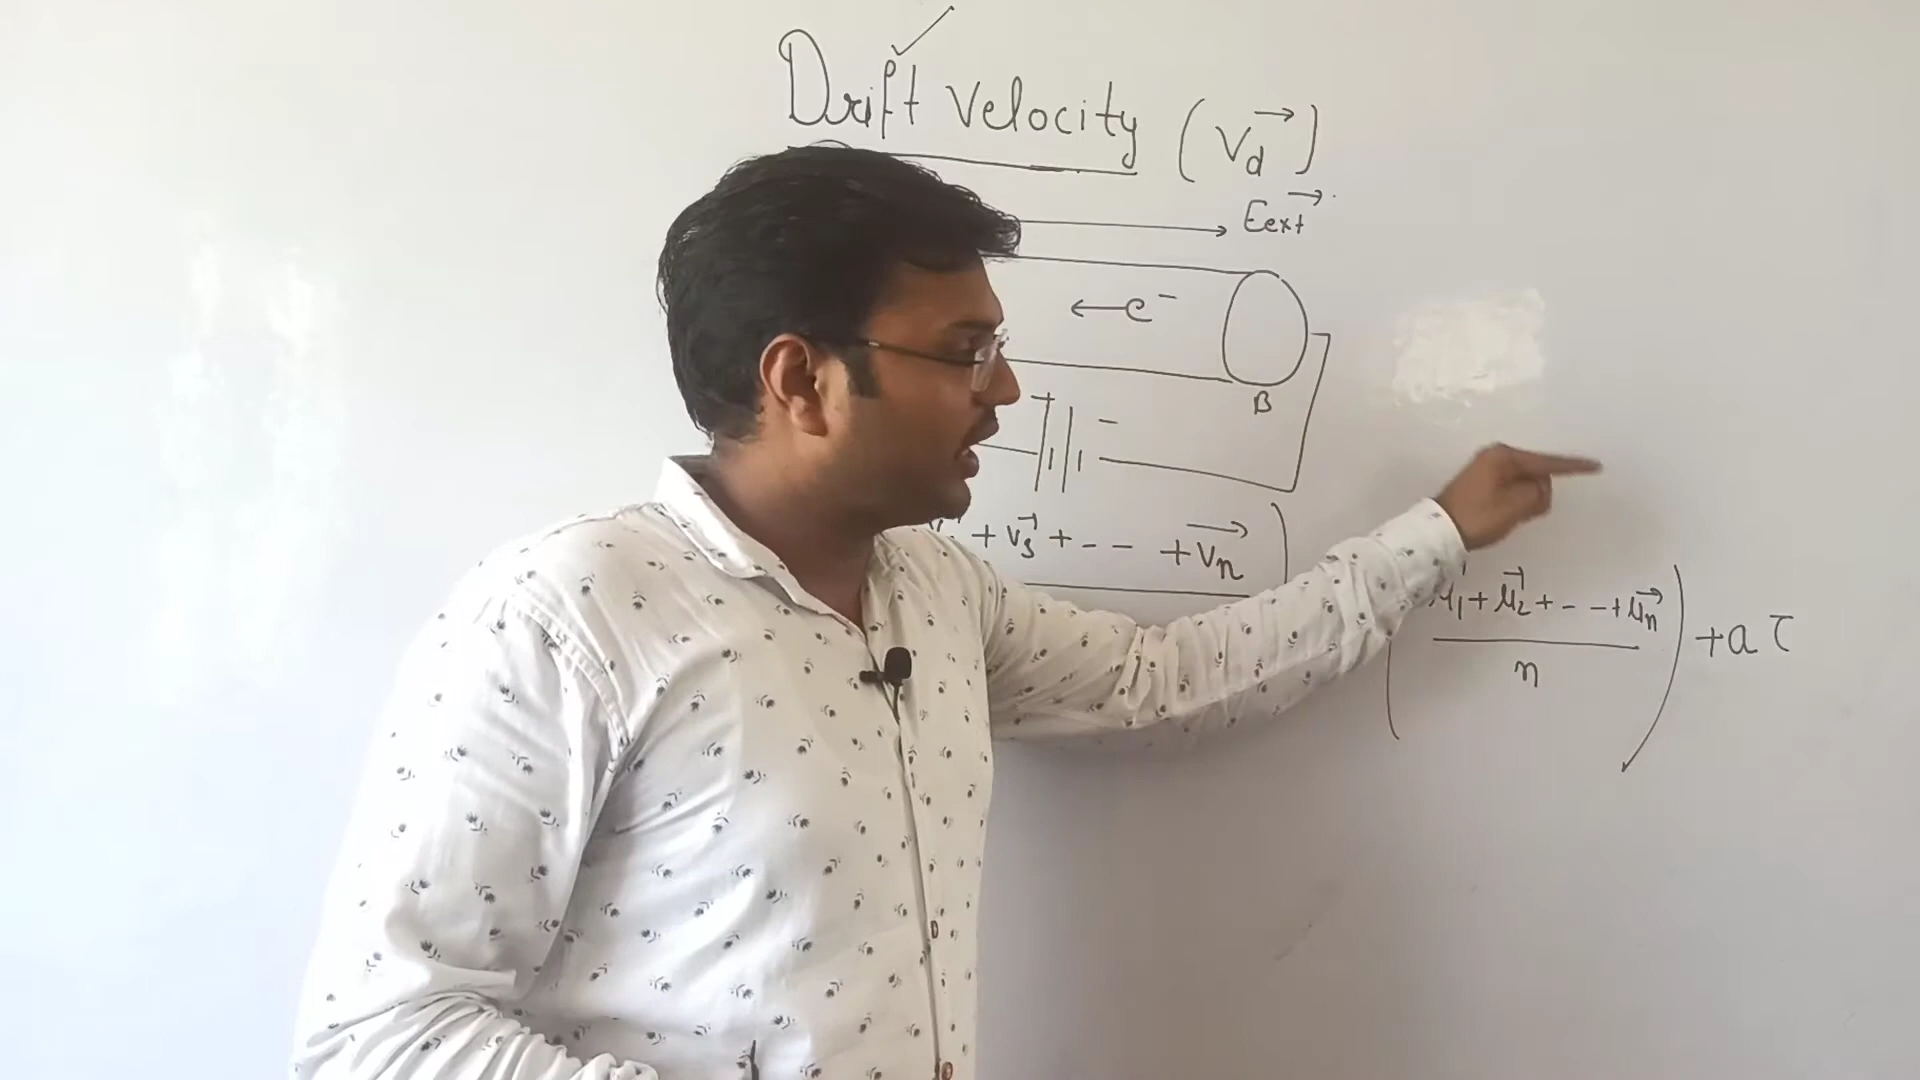 Drift Velocity (V⃗d)
E⃗ext
←e⁻
B
+ −
+ v⃗3 + -- + v⃗n)
μ⃗1 + μ⃗2 + - - + μ⃗n) + a τ
n